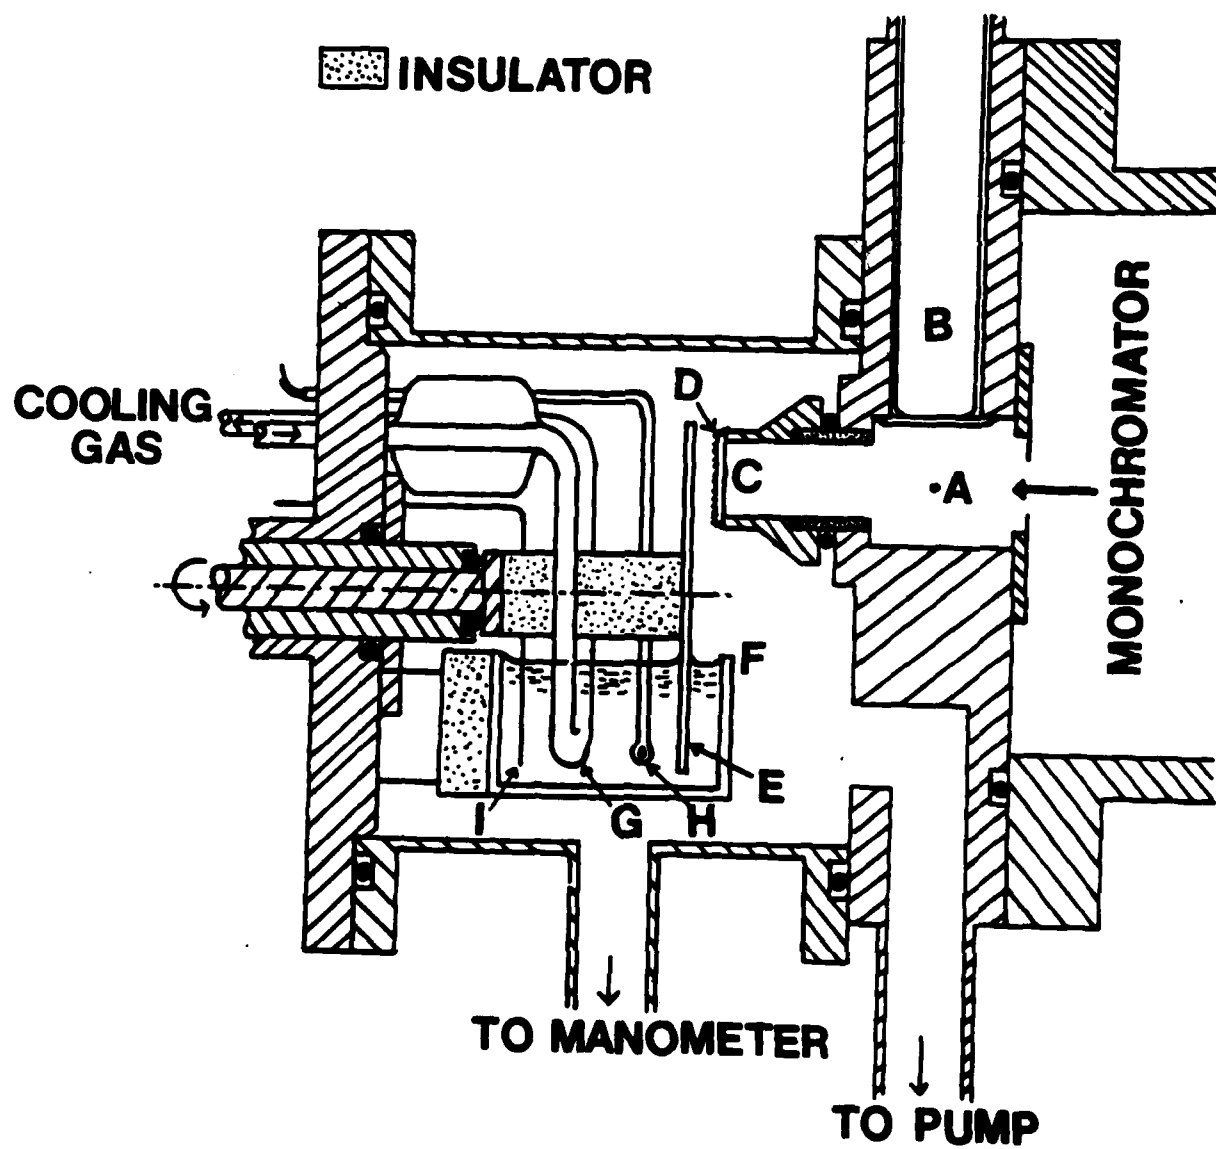 INSULATOR
B
D
COOLING
GAS
C
A
MONOCHROMATOR
F
E
I
G
H
TO MANOMETER
TO PUMP